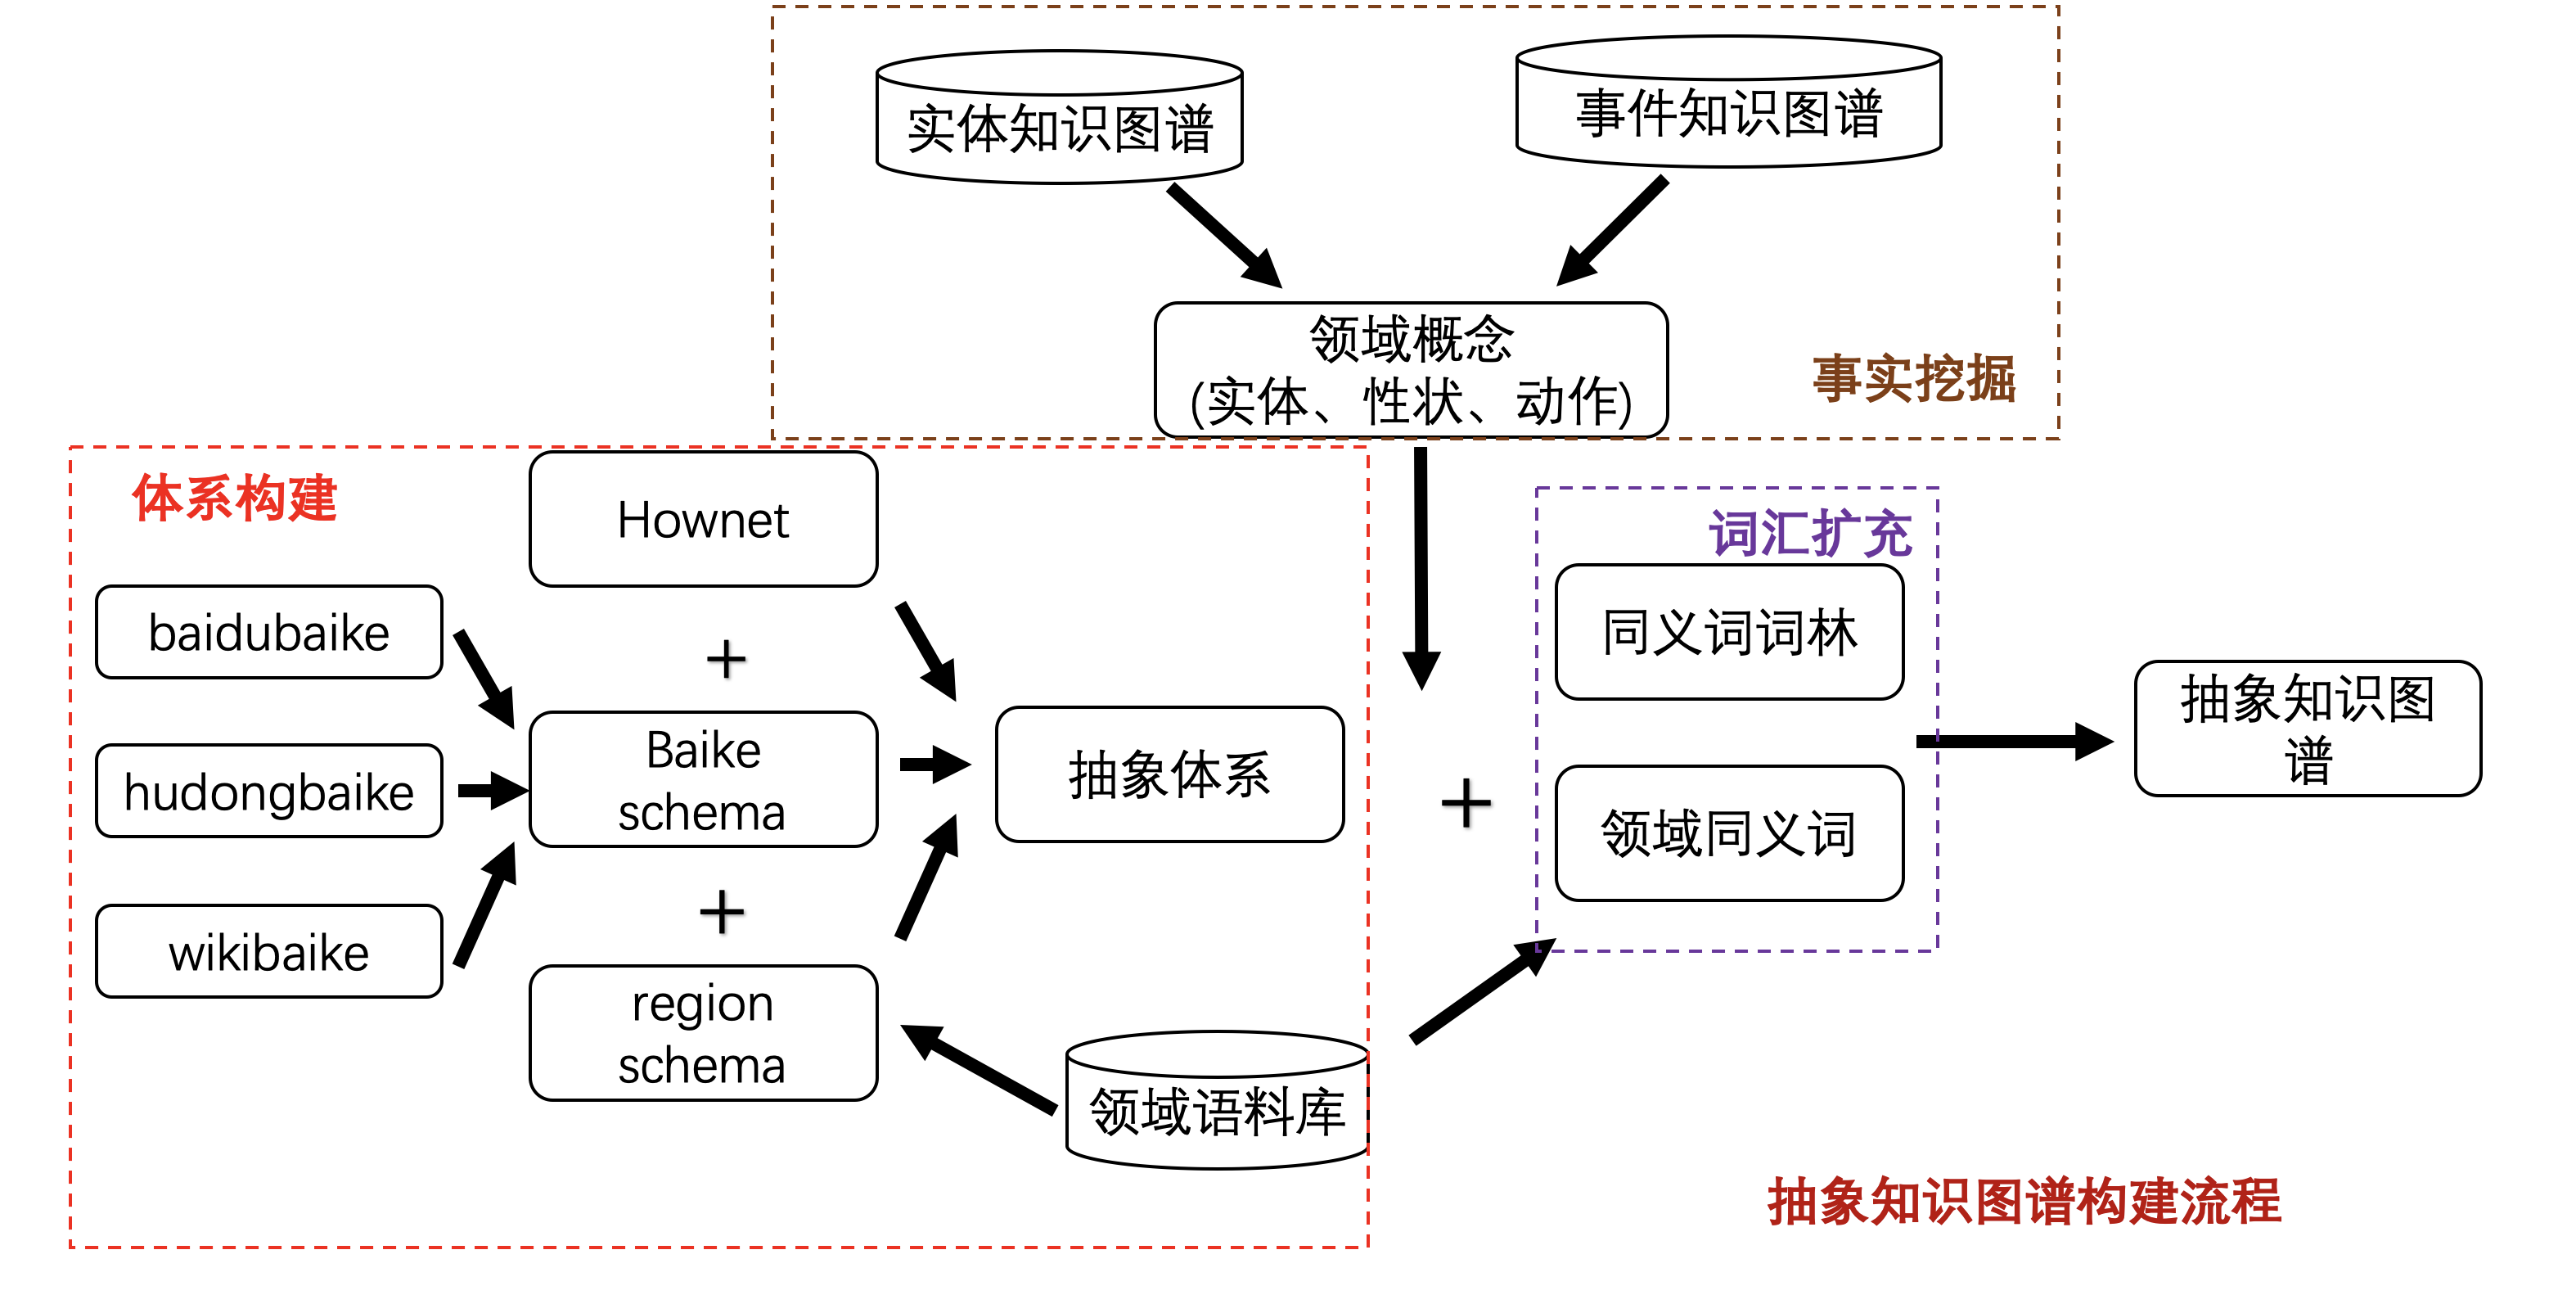 实体知识图谱
事件知识图谱
领域概念
(实体、性状、动作)
事实挖掘
体系构建
Hownet
baidubaike
+
hudongbaike
Baike
schema
抽象体系
wikibaike
+
region
schema
领域语料库
词汇扩充
同义词词林
+
领域同义词
抽象知识图
谱
抽象知识图谱构建流程